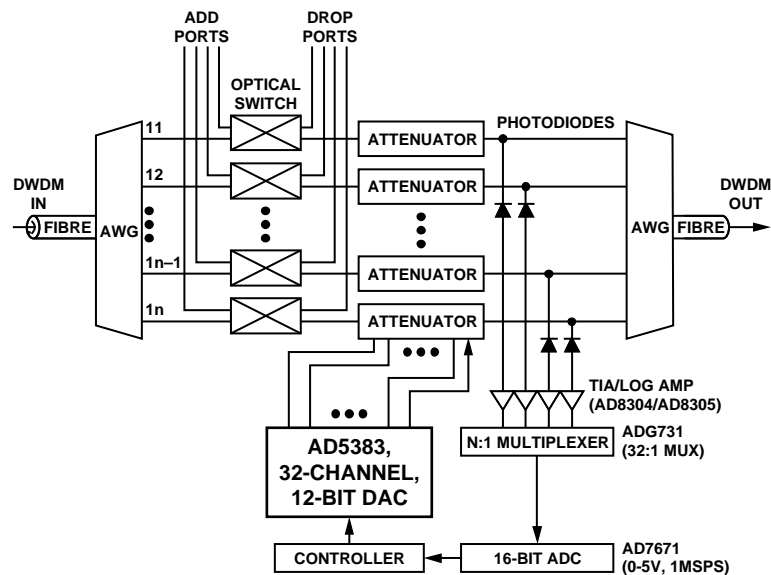 ADD
PORTS
DROP
PORTS
OPTICAL
SWITCH
PHOTODIODES
11
ATTENUATOR
12
ATTENUATOR
DWDM
IN
DWDM
OUT
FIBRE
AWG
AWG
FIBRE
1n–1
ATTENUATOR
1n
ATTENUATOR
TIA/LOG AMP
(AD8304/AD8305)
N:1 MULTIPLEXER
ADG731
(32:1 MUX)
AD5383,
32-CHANNEL,
12-BIT DAC
CONTROLLER
16-BIT ADC
AD7671
(0-5V, 1MSPS)